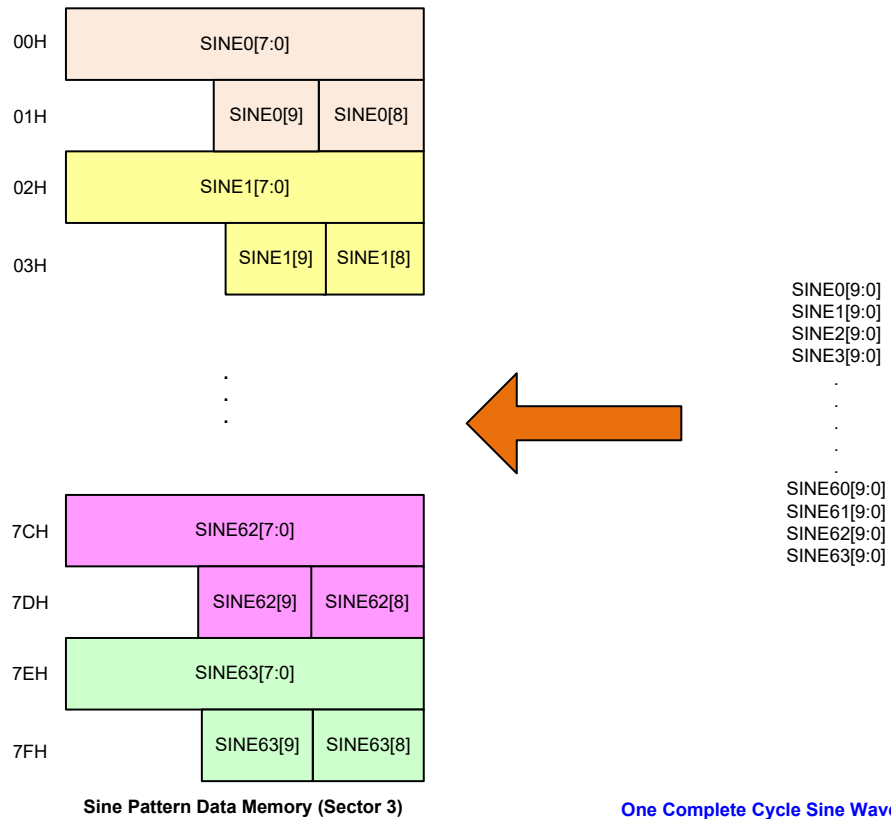 00H SINE0[7:0]
01H SINE0[9] SINE0[8]
02H SINE1[7:0]
03H SINE1[9] SINE1[8]
.
.
.
7CH SINE62[7:0]
7DH SINE62[9] SINE62[8]
7EH SINE63[7:0]
7FH SINE63[9] SINE63[8]
Sine Pattern Data Memory (Sector 3)
SINE0[9:0]
SINE1[9:0]
SINE2[9:0]
SINE3[9:0]
.
.
.
.
.
SINE60[9:0]
SINE61[9:0]
SINE62[9:0]
SINE63[9:0]
One Complete Cycle Sine Wave